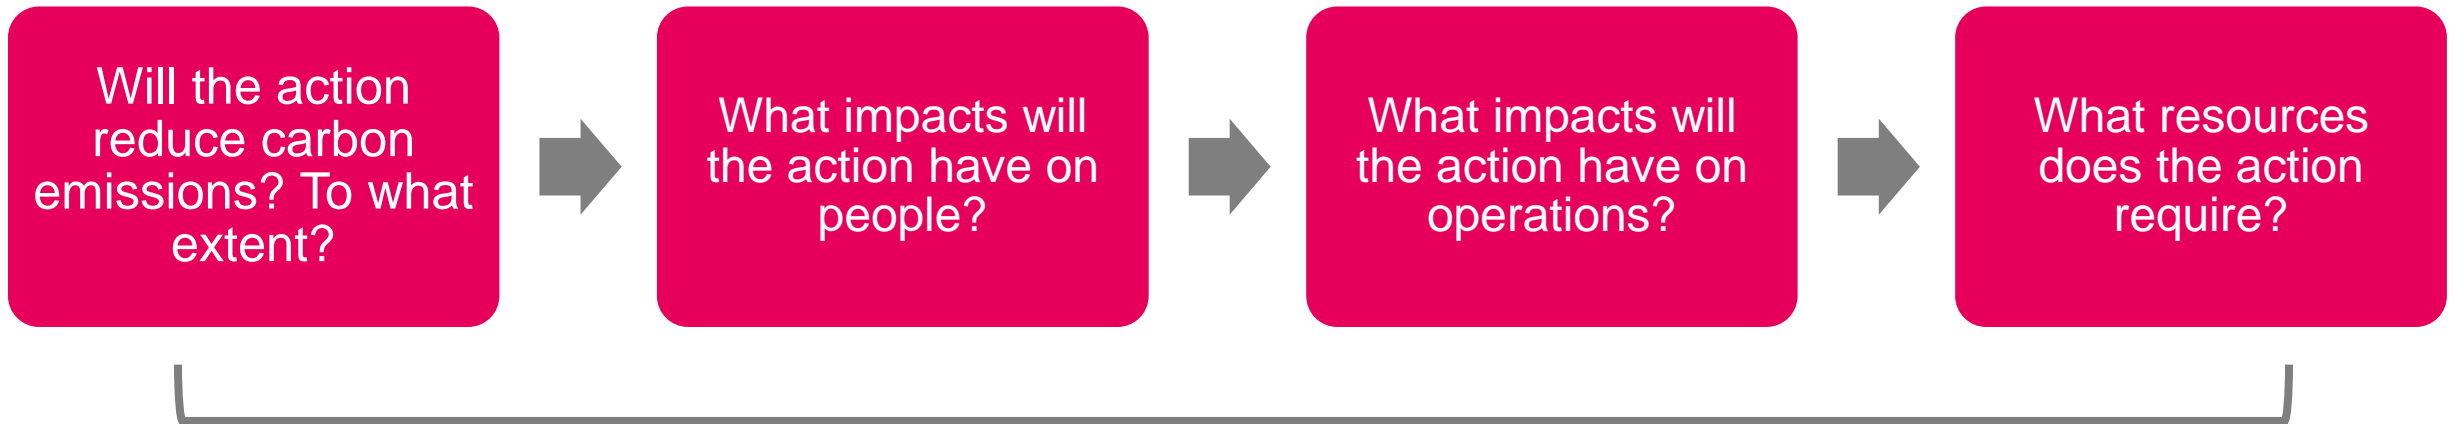 Will the action
reduce carbon
emissions? To what
extent?
What impacts will
the action have on
people?
What impacts will
the action have on
operations?
What resources
does the action
require?